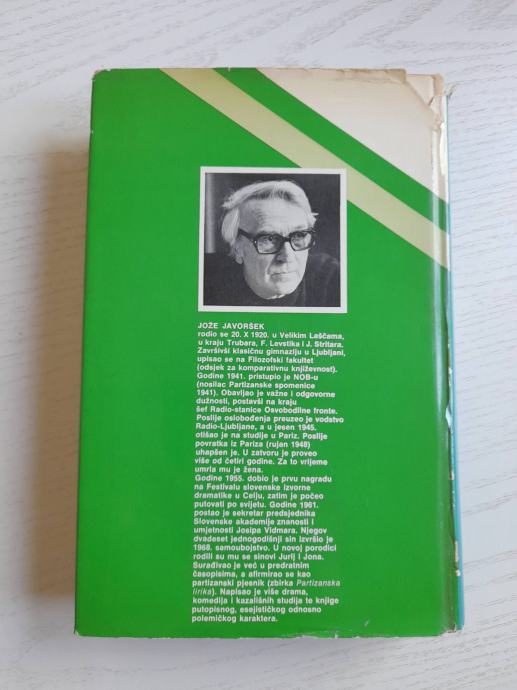 JOŽE JAVORŠEK
rodio se 20. X 1920. u Velikim Laščama,
u kraju Trubara, F. Levstika i J. Stritara.
Završivši klasičnu gimnaziju u Ljubljani,
upisao se na Filozofski fakultet
(odsjek za komparativnu književnost).
Godine 1941. pristupio je NOB-u
(nosilac Partizanske spomenice
1941). Obavljao je važne i odgovorne
dužnosti, postavši na kraju
šef Radio-stanice Osvobodilne fronte.
Poslije oslobođenja preuzeo je vodstvo
Radio-Ljubljane, a u jesen 1945.
otišao je na studije u Pariz. Poslije
povratka iz Pariza (rujan 1948)
uhapšen je. U zatvoru je proveo
više od četiri godine. Za to vrijeme
umrla mu je žena.
Godine 1955. dobio je prvu nagradu
na Festivalu slovenske izvorne
dramatike u Celju, zatim je počeo
putovati po svijetu. Godine 1961.
postao je sekretar predsjednika
Slovenske akademije znanosti i
umjetnosti Josipa Vidmara. Njegov
dvadeset jednogodišnji sin izvršio je
1968. samoubojstvo. U novoj porodici
rodili su mu se sinovi Jurij i Jona.
Surađivao je već u predratnim
časopisima, a afirmirao se kao
partizanski pjesnik (zbirka Partizanska
lirika). Napisao je više drama,
komedija i kazališnih studija te knjige
putopisnog, esejističkog odnosno
polemičkog karaktera.